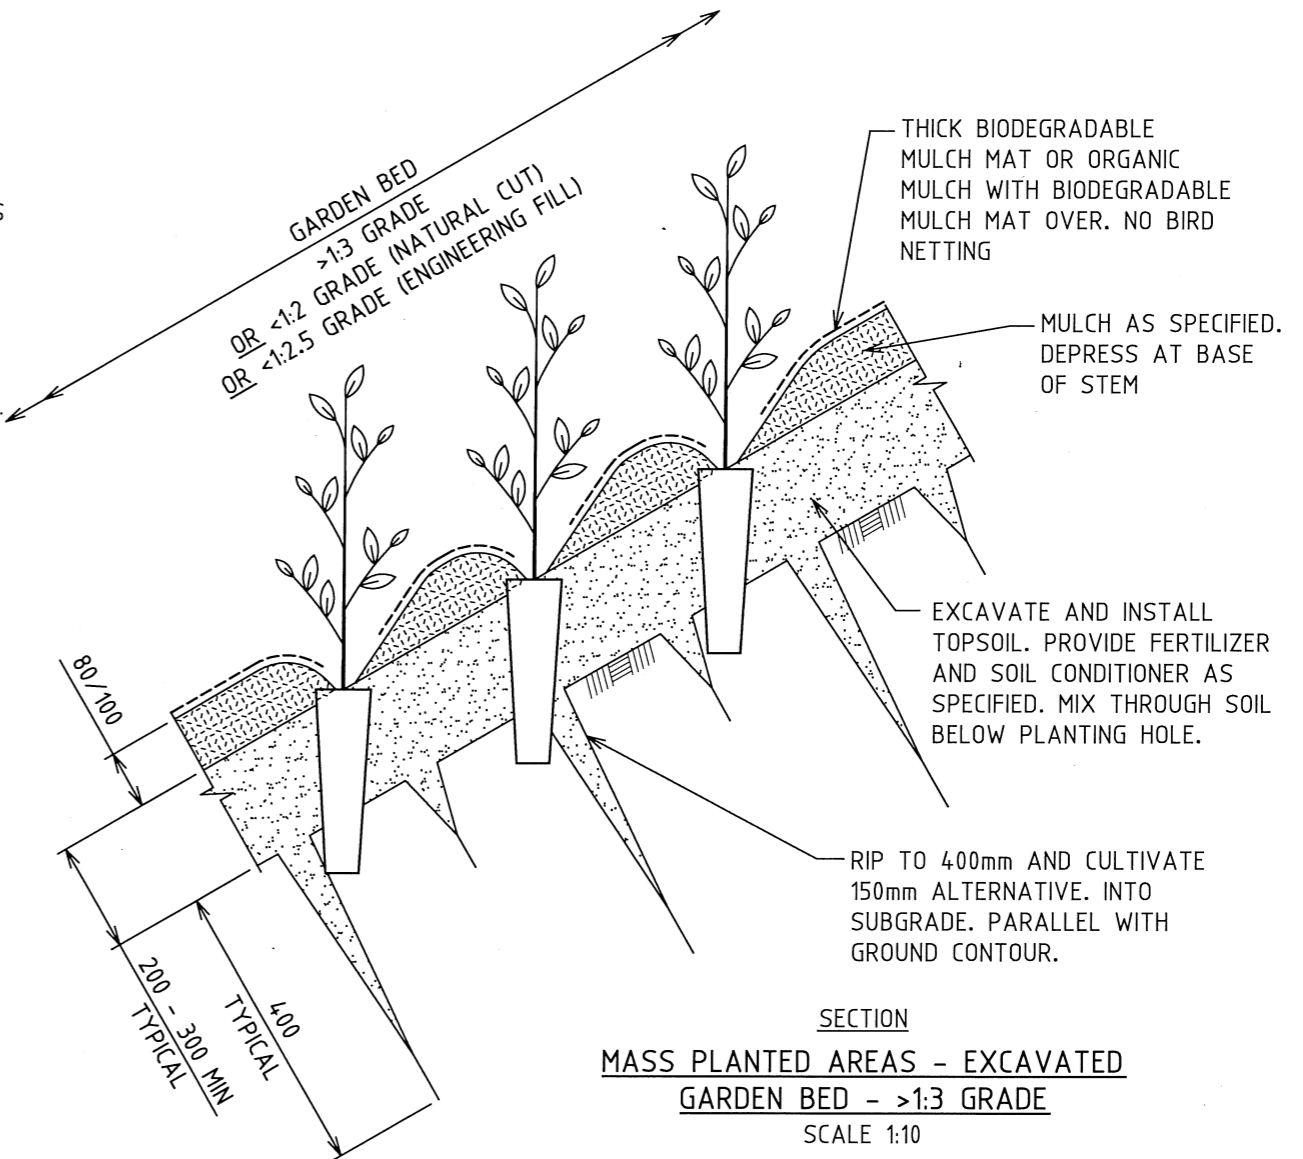 GARDEN BED
>1:3 GRADE
OR <1:2 GRADE (NATURAL CUT)
OR <1:2.5 GRADE (ENGINEERING FILL)
THICK BIODEGRADABLE
MULCH MAT OR ORGANIC
MULCH WITH BIODEGRADABLE
MULCH MAT OVER. NO BIRD
NETTING
MULCH AS SPECIFIED.
DEPRESS AT BASE
OF STEM
EXCAVATE AND INSTALL
TOPSOIL. PROVIDE FERTILIZER
AND SOIL CONDITIONER AS
SPECIFIED. MIX THROUGH SOIL
BELOW PLANTING HOLE.
80/100
RIP TO 400mm AND CULTIVATE
150mm ALTERNATIVE. INTO
SUBGRADE. PARALLEL WITH
GROUND CONTOUR.
200 - 300 MIN
TYPICAL
400
TYPICAL
SECTION
MASS PLANTED AREAS - EXCAVATED
GARDEN BED - >1:3 GRADE
SCALE 1:10